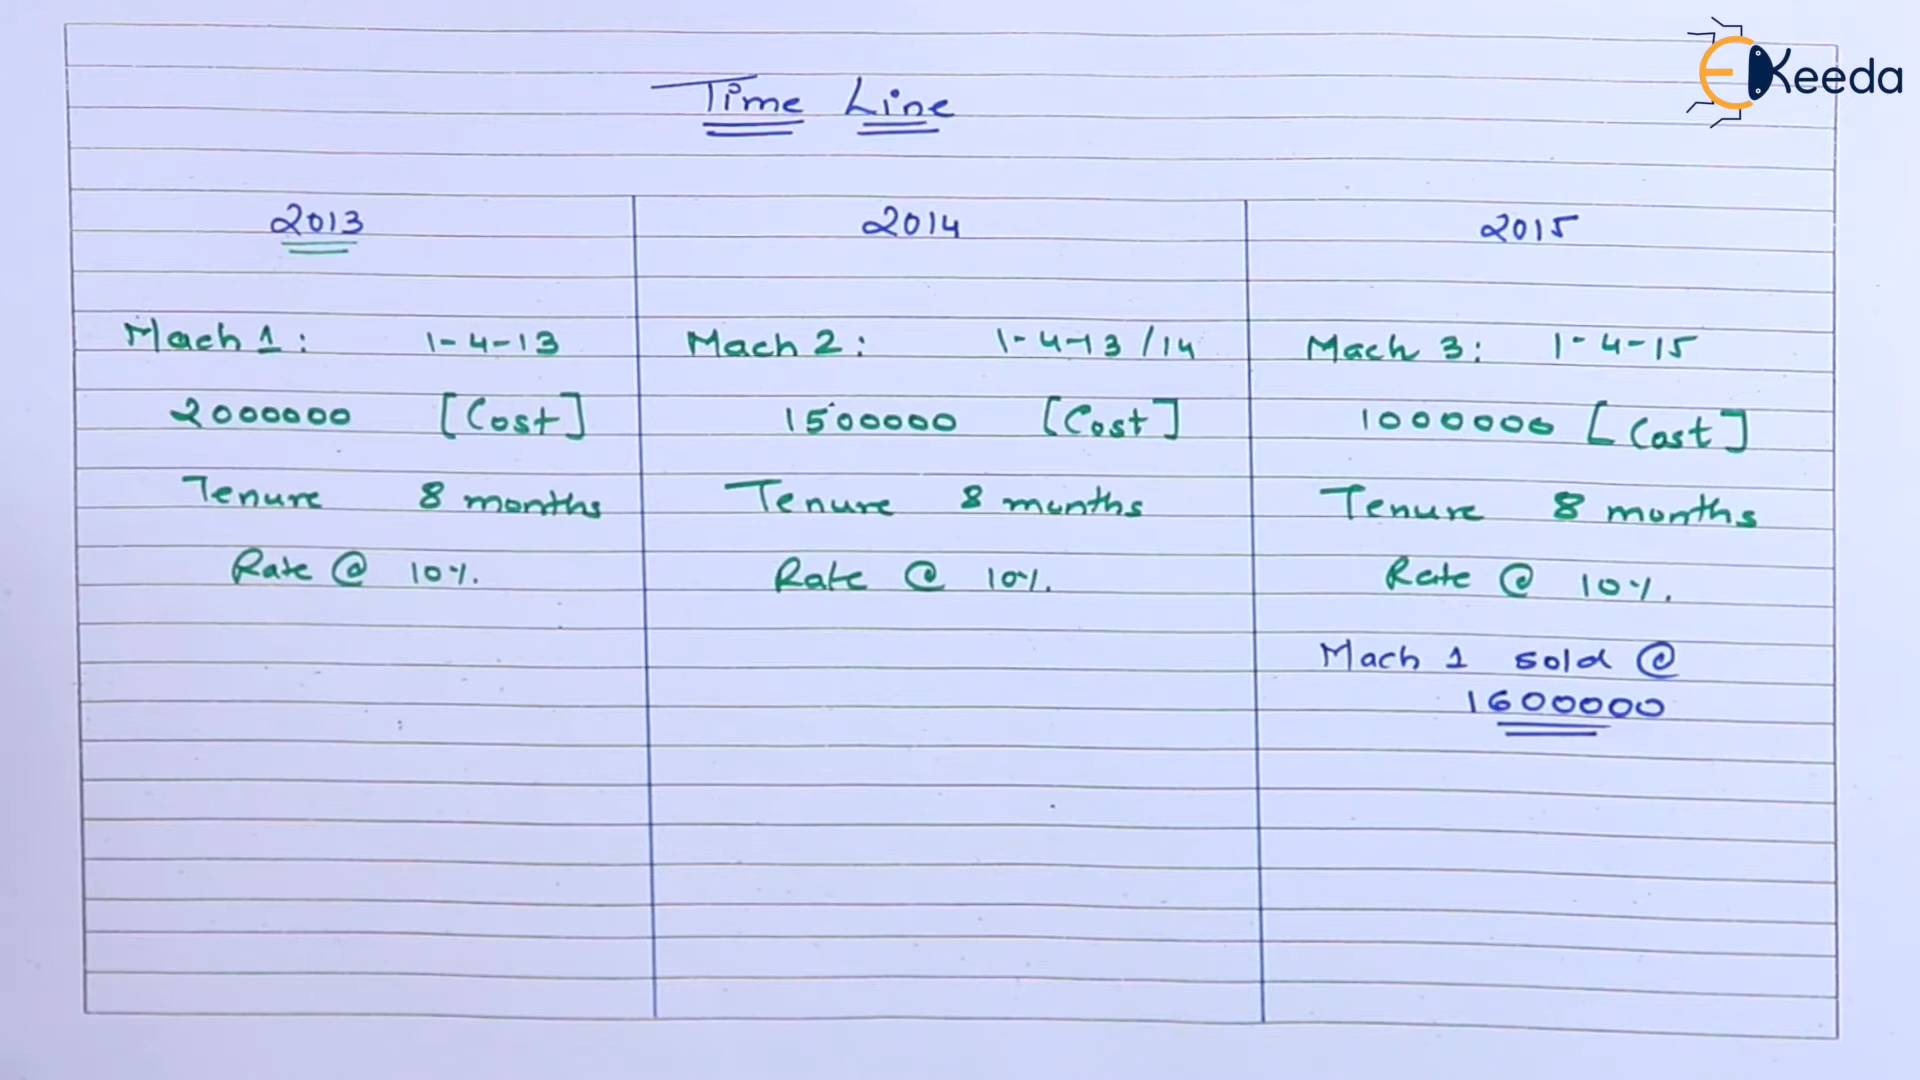 EKeeda
Time Line
2013
2014
2015
Mach 1: 1-4-13
2000000 [Cost]
Tenure 8 months
Rate @ 10%.
Mach 2: 1-4-13/14
1500000 [Cost]
Tenure 8 months
Rate @ 10%.
Mach 3: 1-4-15
1000000 [Cost]
Tenure 8 months
Rate @ 10%.
Mach 1 sold @
1600000